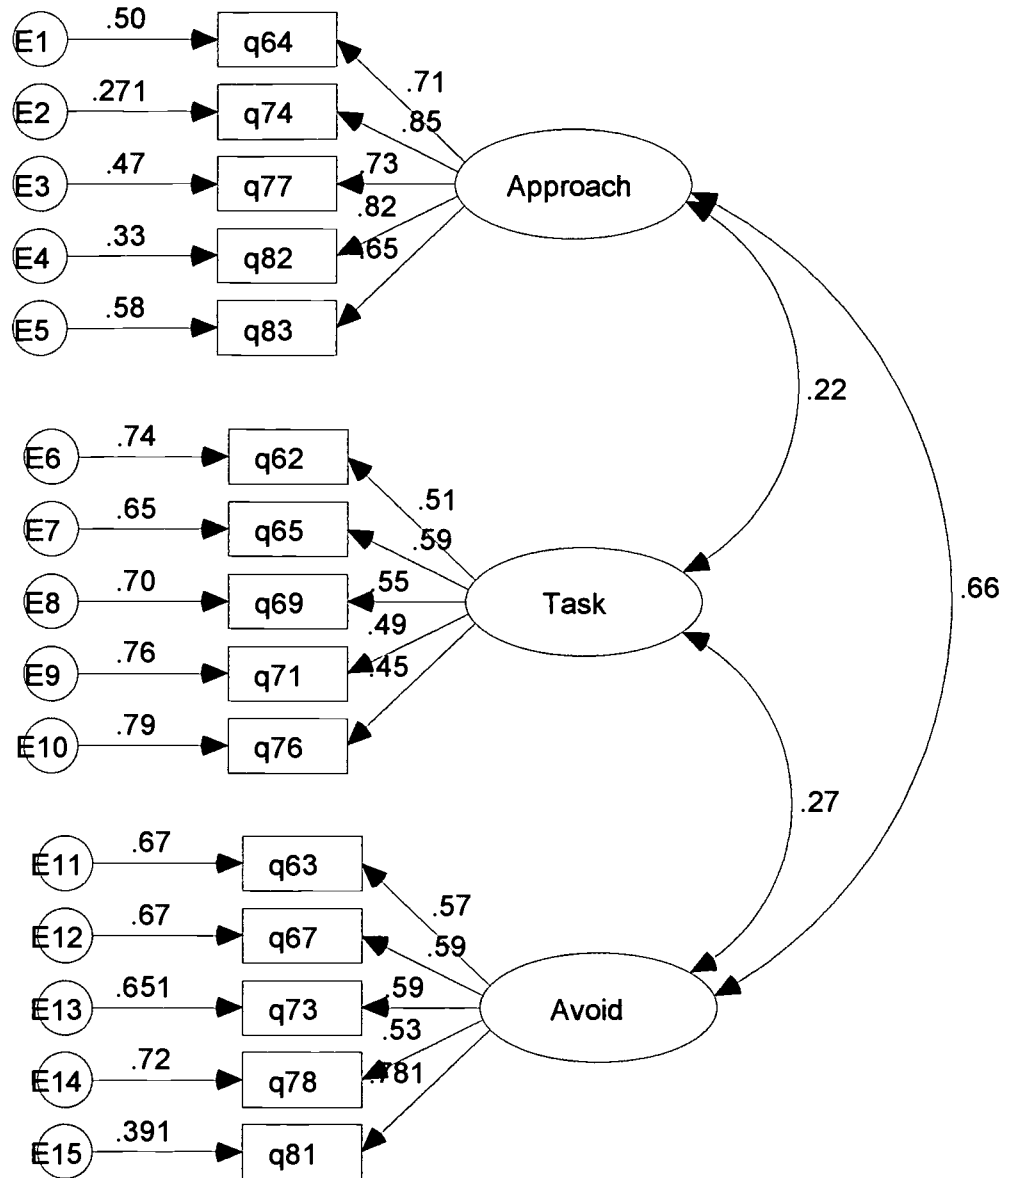 E1 .50 q64
.71
E2 .271 q74
.85
E3 .47 q77 .73
Approach
E4 .33 q82 .82
E5 .58 q83 .65
.22
E6 .74 q62
.51
E7 .65 q65
.59
E8 .70 q69 .55
Task
.66
E9 .76 q71 .49
E10 .79 q76 .45
.27
E11 .67 q63
.57
E12 .67 q67
.59
E13 .651 q73 .59
Avoid
E14 .72 q78 .53
E15 .391 q81 .781